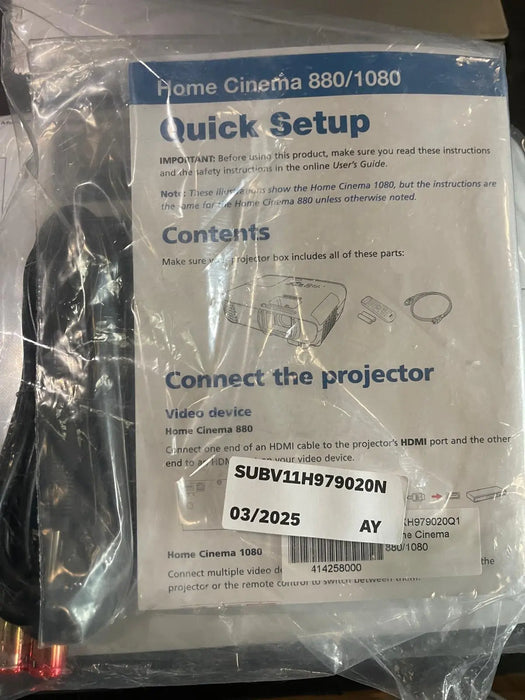 Home Cinema 880/1080
Quick Setup
IMPORTANT: Before using this product, make sure you read these instructions
and the safety instructions in the online User's Guide.
Note: These illustrations show the Home Cinema 1080, but the instructions are
the same for the Home Cinema 880 unless otherwise noted.
Contents
Make sure your projector box includes all of these parts:
Connect the projector
Video device
Home Cinema 880
Connect one end of an HDMI cable to the projector's HDMI port and the other
end to an HDMI on your video device.
SUBV11H979020N
03/2025 AY
H979020Q1
Cinema
880/1080
414258000
Home Cinema 1080
Connect multiple video the
projector or the remote control to switch between them.